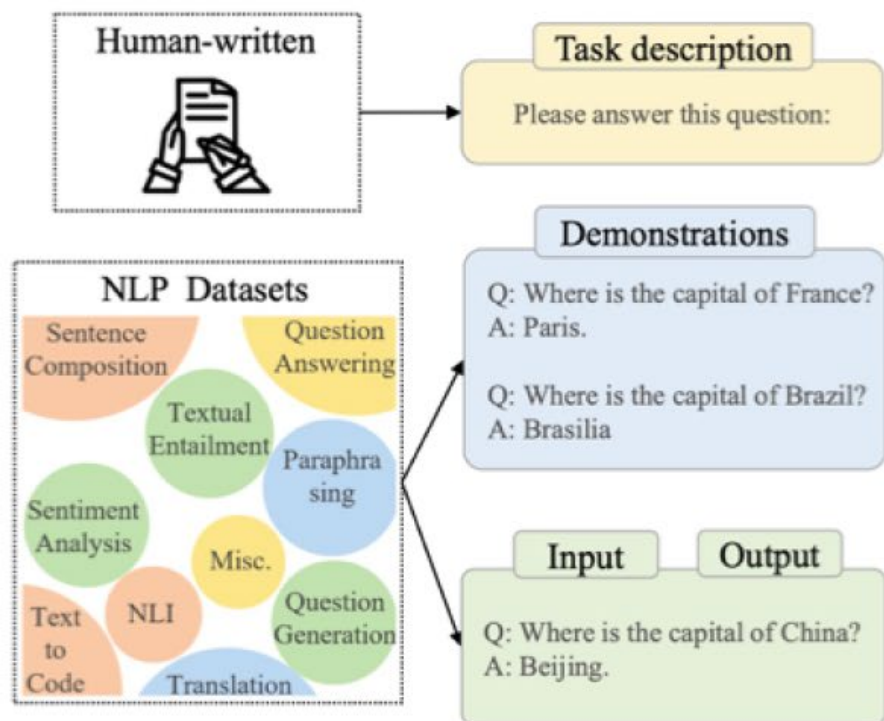 Human-written
Task description
Please answer this question:
Demonstrations
Q: Where is the capital of France?
A: Paris.
Q: Where is the capital of Brazil?
A: Brasilia
NLP Datasets
Sentence
Composition
Question
Answering
Textual
Entailment
Paraphra
sing
Sentiment
Analysis
Misc.
NLI
Question
Generation
Text
to
Code
Translation
Input
Output
Q: Where is the capital of China?
A: Beijing.